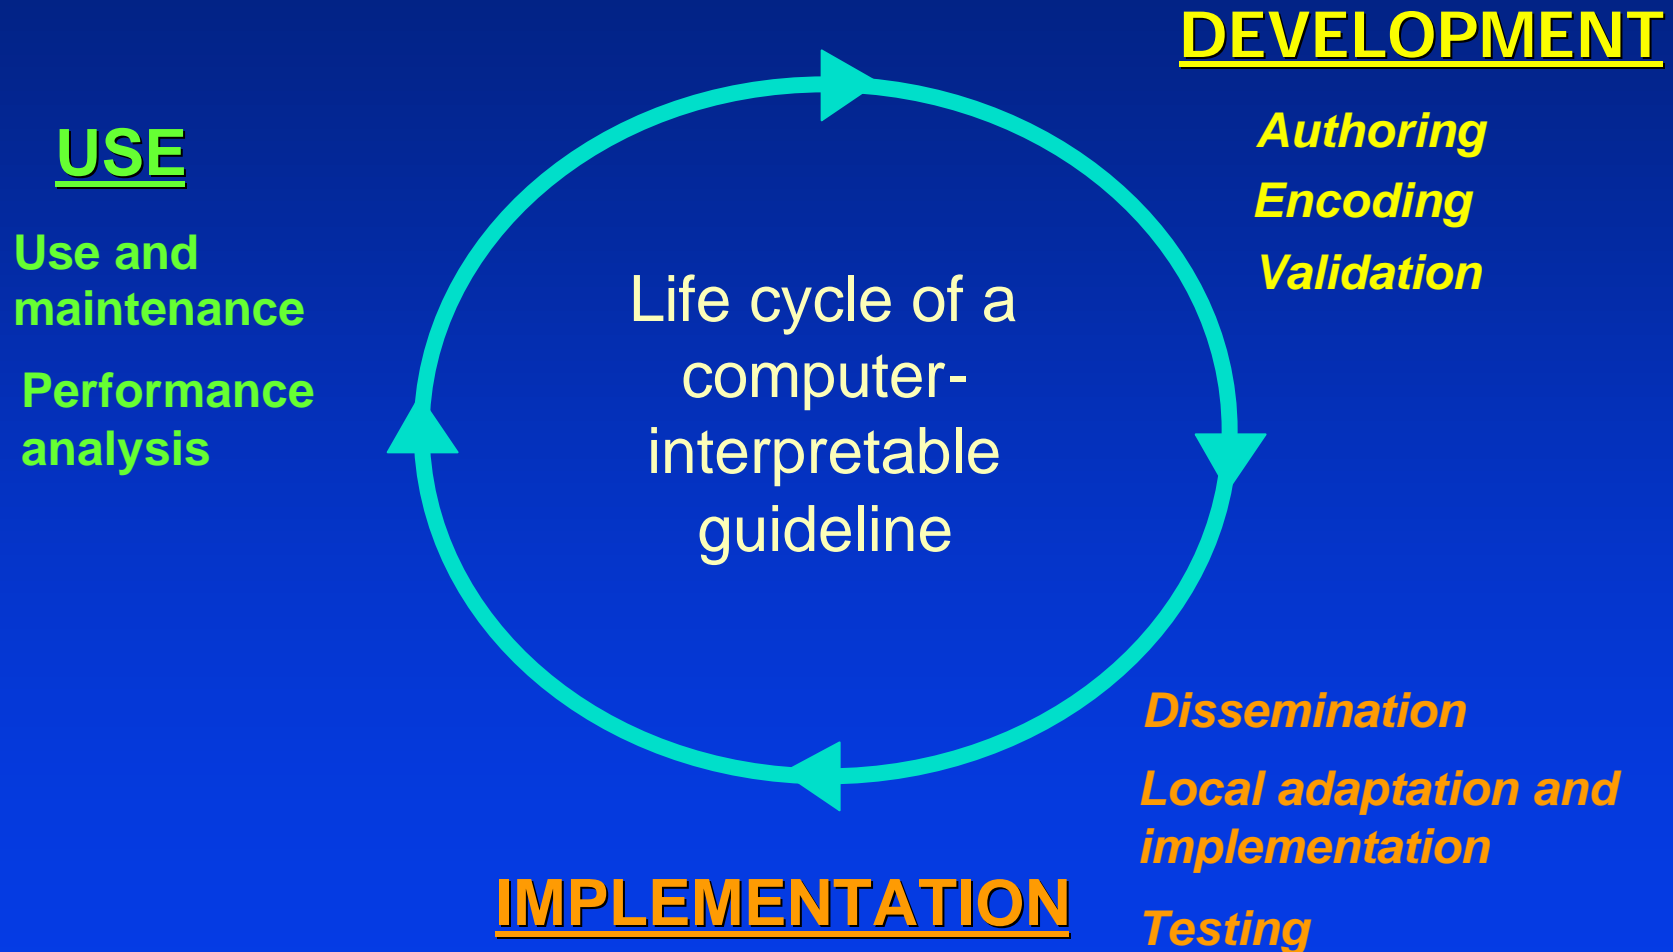 DEVELOPMENT
Authoring
Encoding
Validation
USE
Use and
maintenance
Performance
analysis
Life cycle of a
computer-
interpretable
guideline
Dissemination
Local adaptation and
implementation
Testing
IMPLEMENTATION